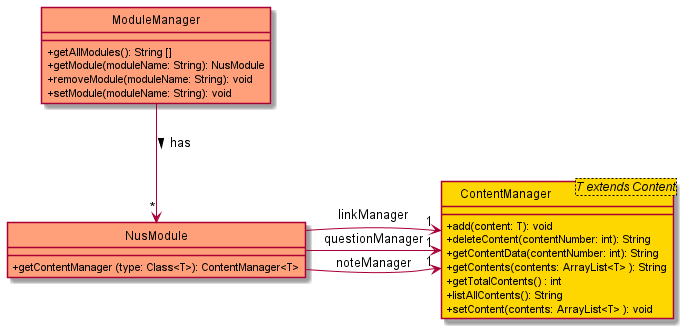 ModuleManager
+getAllModules(): String []
+getModule(moduleName: String): NusModule
+removeModule(moduleName: String): void
+setModule(moduleName: String): void
has
*
NusModule
+getContentManager (type: Class<T>): ContentManager<T>
linkManager
1
questionManager
1
noteManager
1
T extends Content
ContentManager
+add(content: T): void
+deleteContent(contentNumber: int): String
+getContentData(contentNumber: int): String
+getContents(contents: ArrayList<T> ): String
+getTotalContents() : int
+listAllContents(): String
+setContent(contents: ArrayList<T> ): void